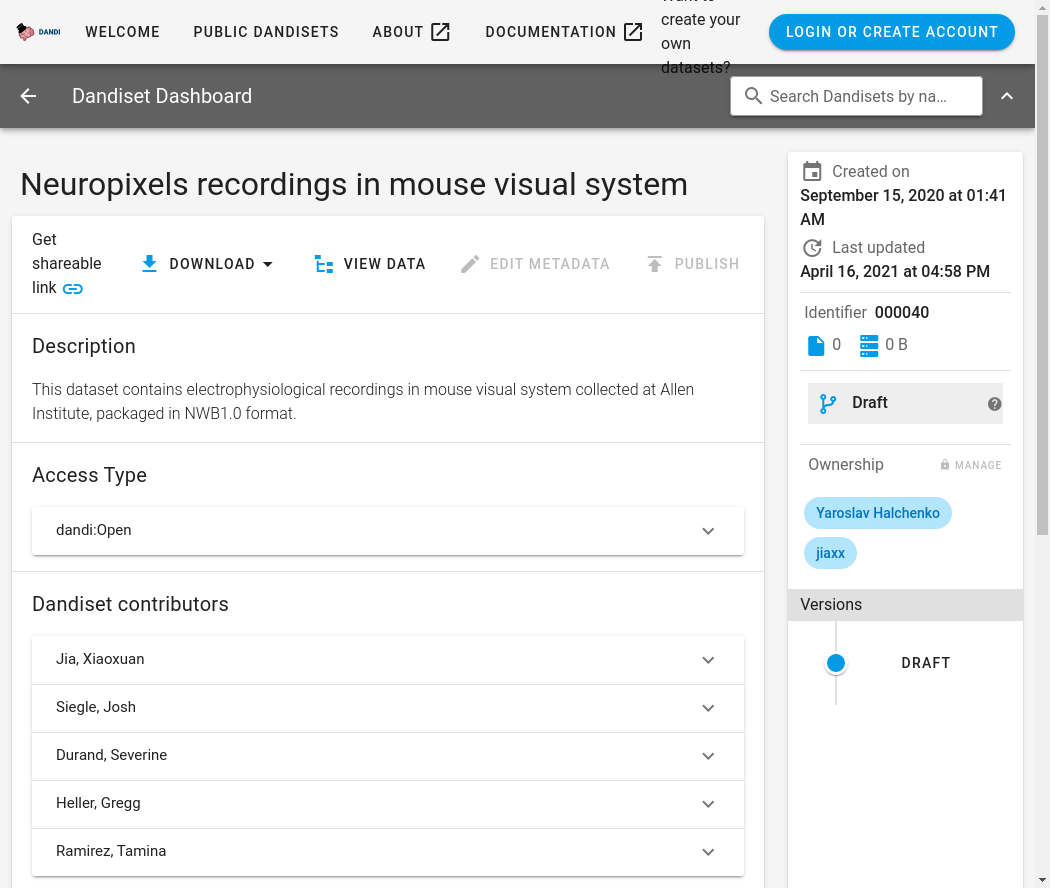 DANDI
WELCOME
PUBLIC DANDISETS
ABOUT
DOCUMENTATION
Want to
create your
own
datasets?
LOGIN OR CREATE ACCOUNT
Dandiset Dashboard
Search Dandisets by na...
Neuropixels recordings in mouse visual system
Get
shareable
link
DOWNLOAD
VIEW DATA
EDIT METADATA
PUBLISH
Description
This dataset contains electrophysiological recordings in mouse visual system collected at Allen
Institute, packaged in NWB1.0 format.
Access Type
dandi:Open
Dandiset contributors
Jia, Xiaoxuan
Siegle, Josh
Durand, Severine
Heller, Gregg
Ramirez, Tamina
Created on
September 15, 2020 at 01:41
AM
Last updated
April 16, 2021 at 04:58 PM
Identifier 000040
0 0 B
Draft
Ownership
MANAGE
Yaroslav Halchenko
jiaxx
Versions
DRAFT